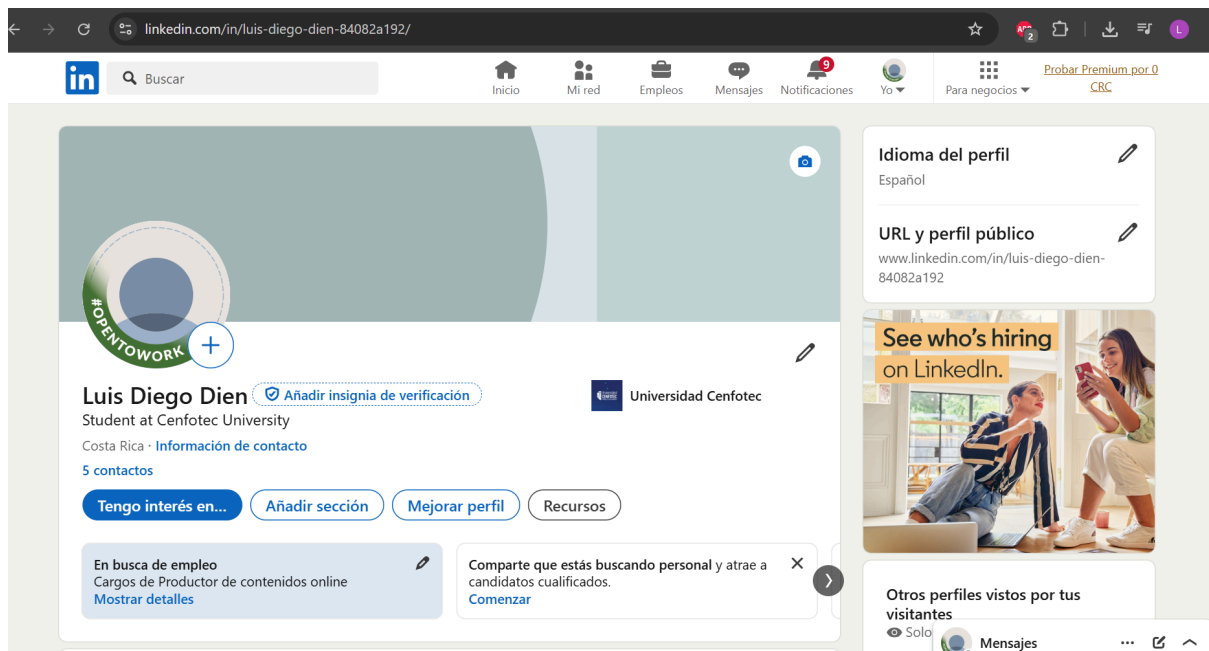 linkedin.com/in/luis-diego-dien-84082a192/
ABP
2
L
in
Buscar
Inicio
Mi red
Empleos
Mensajes
9
Notificaciones
Yo
Para negocios
Probar Premium por 0
CRC
#OPENTOWORK
Luis Diego Dien
Añadir insignia de verificación
Student at Cenfotec University
Costa Rica · Información de contacto
5 contactos
Universidad Cenfotec
Tengo interés en...
Añadir sección
Mejorar perfil
Recursos
En busca de empleo
Cargos de Productor de contenidos online
Mostrar detalles
Comparte que estás buscando personal y atrae a
candidatos cualificados.
Comenzar
Idioma del perfil
Español
URL y perfil público
www.linkedin.com/in/luis-diego-dien-
84082a192
See who's hiring
on LinkedIn.
Otros perfiles vistos por tus
visitantes
Solo
Mensajes